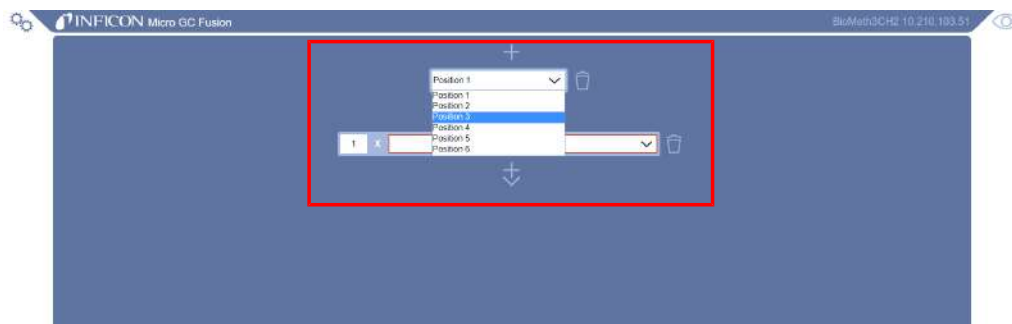 INFICON Micro GC Fusion
BioMeth3CH2 10.210.193.51
Position 1
Position 1
Position 2
Position 3
Position 4
Position 5
Position 6
1 X